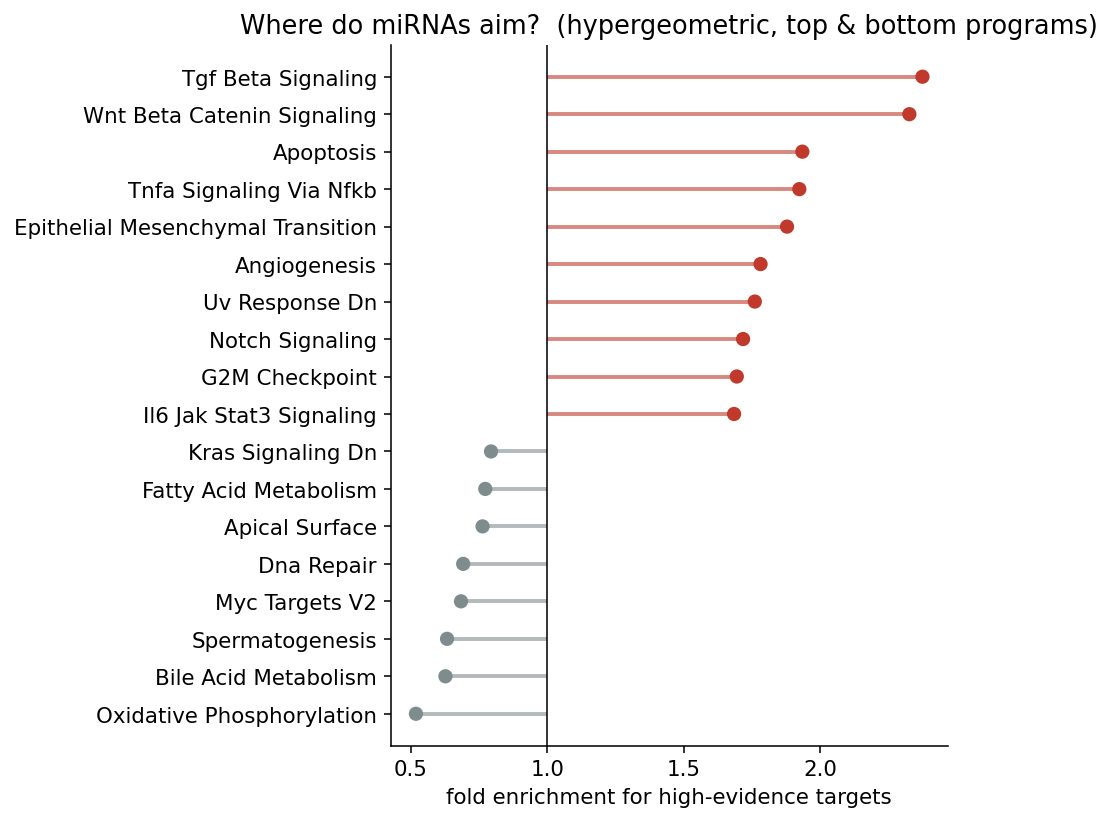 Where do miRNAs aim?  (hypergeometric, top & bottom programs)
Tgf Beta Signaling
Wnt Beta Catenin Signaling
Apoptosis
Tnfa Signaling Via Nfkb
Epithelial Mesenchymal Transition
Angiogenesis
Uv Response Dn
Notch Signaling
G2M Checkpoint
Il6 Jak Stat3 Signaling
Kras Signaling Dn
Fatty Acid Metabolism
Apical Surface
Dna Repair
Myc Targets V2
Spermatogenesis
Bile Acid Metabolism
Oxidative Phosphorylation
0.5 1.0 1.5 2.0
fold enrichment for high-evidence targets